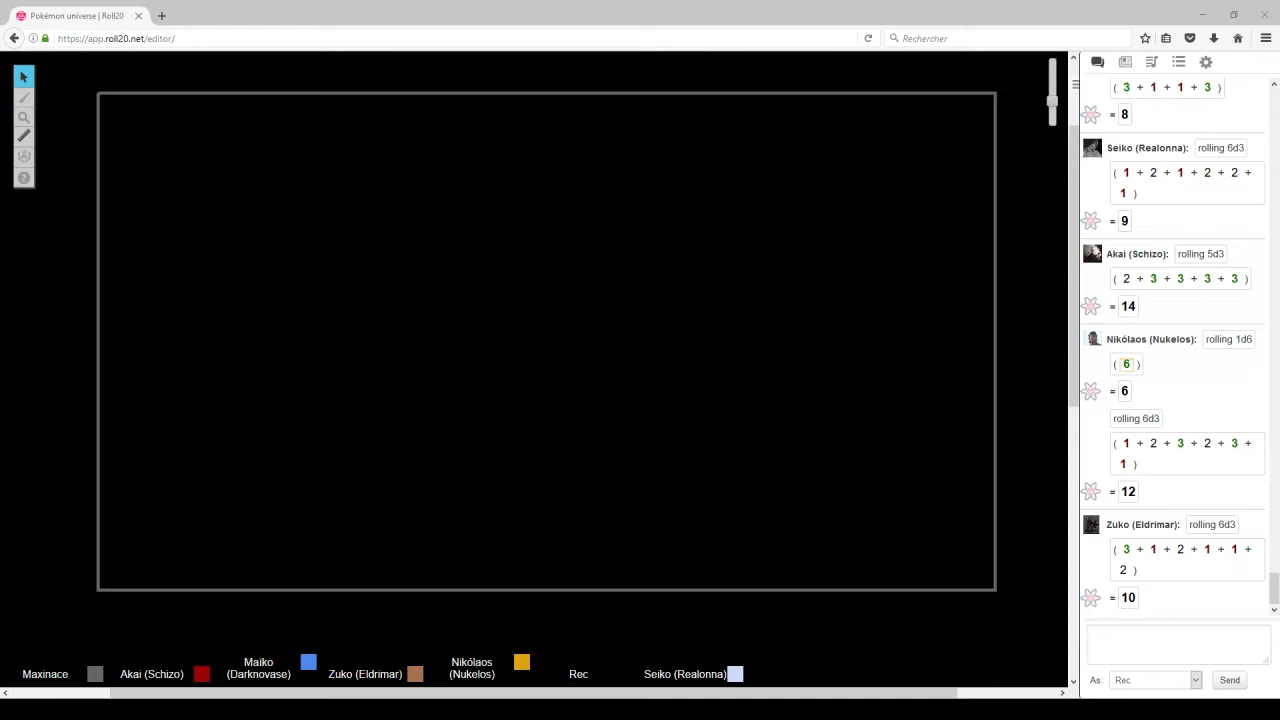 Pokémon universe | Roll20
https://app.roll20.net/editor/
Rechercher
( 3 + 1 + 1 + 3 )
= 8
Seiko (Realonna): rolling 6d3
( 1 + 2 + 1 + 2 + 2 +
1 )
= 9
Akai (Schizo): rolling 5d3
( 2 + 3 + 3 + 3 + 3 )
= 14
Nikólaos (Nukelos): rolling 1d6
( 6 )
= 6
rolling 6d3
( 1 + 2 + 3 + 2 + 3 +
1 )
= 12
Zuko (Eldrimar): rolling 6d3
( 3 + 1 + 2 + 1 + 1 +
2 )
= 10
As: Rec Send
Maxinace
Akai (Schizo)
Maïko
(Darknovase)
Zuko (Eldrimar)
Nikólaos
(Nukelos)
Rec
Seiko (Realonna)